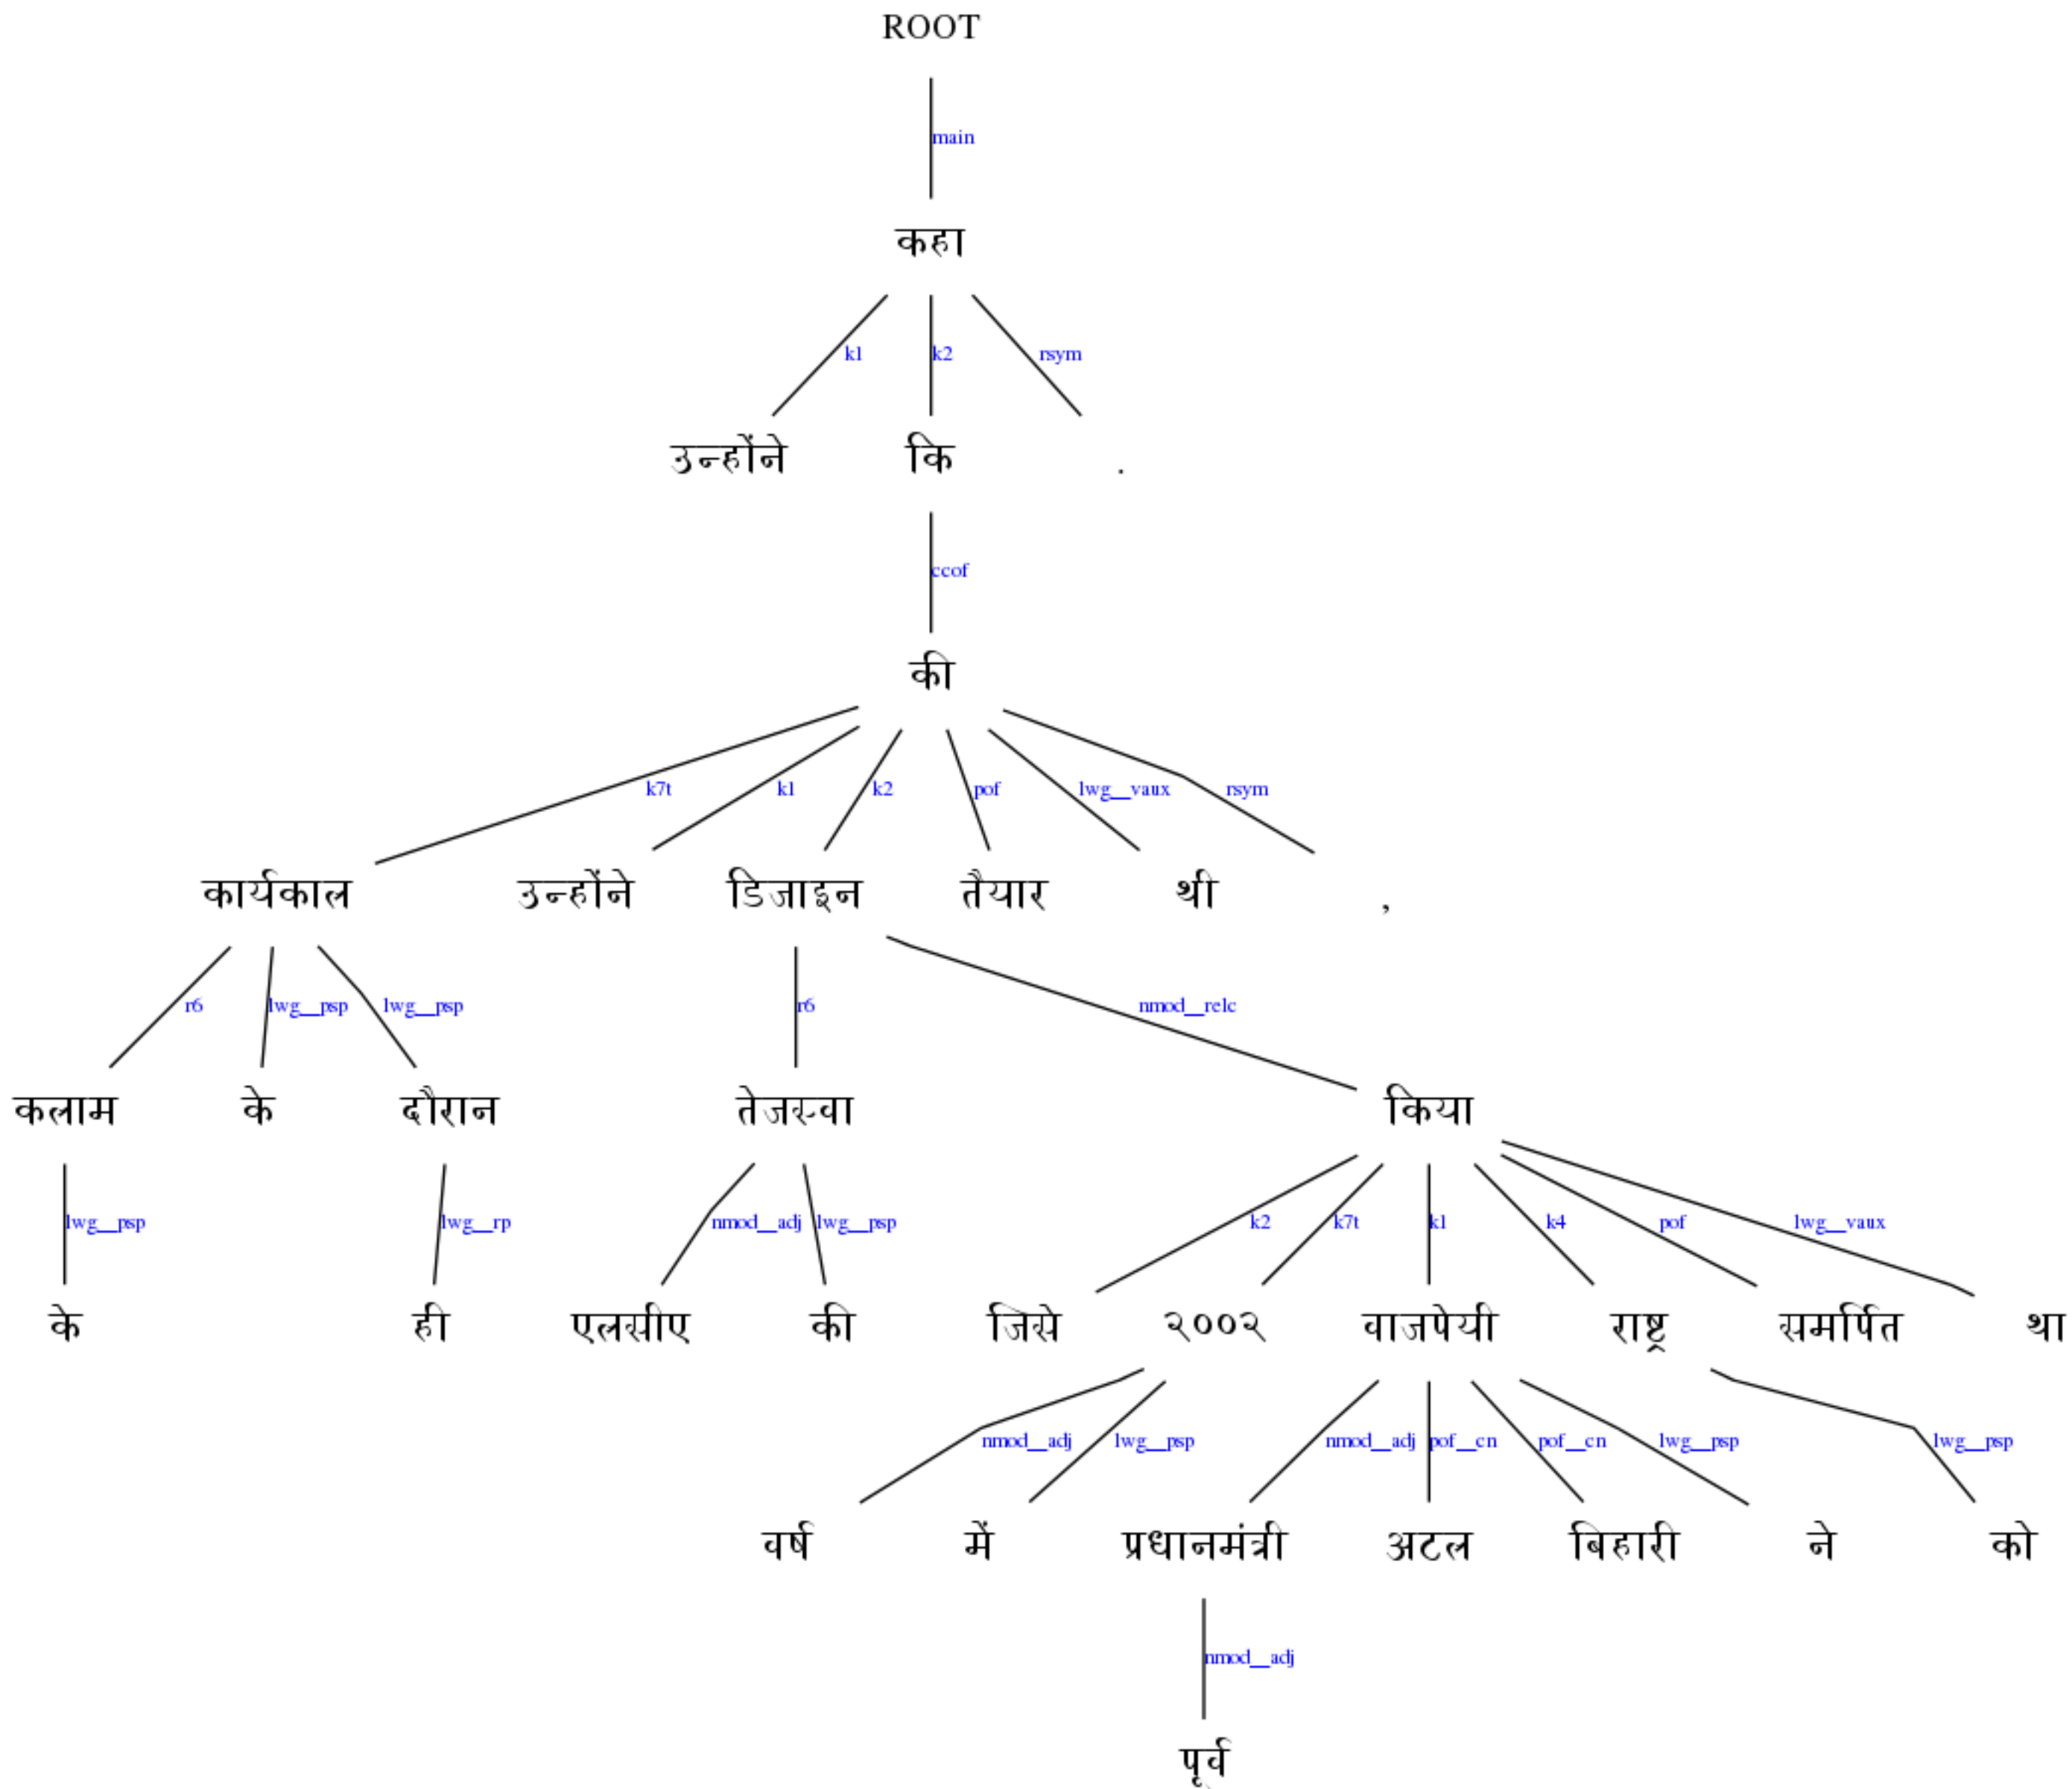 ROOT
main
कहा
k1 k2 rsym
उन्होंने कि .
ccof
की
k7t k1 k2 pof lwg__vaux rsym
कार्यकाल उन्होंने डिजाइन तैयार थी ,
r6 lwg__psp lwg__psp r6 nmod__relc
कलाम के दौरान तेजस्वा किया
lwg__psp lwg__rp nmod__adj lwg__psp k2 k7t k1 k4 pof lwg__vaux
के ही एलसीए की जिसे २००२ वाजपेयी राष्ट्र समर्पित था
nmod__adj lwg__psp nmod__adj pof__cn pof__cn lwg__psp lwg__psp
वर्ष में प्रधानमंत्री अटल बिहारी ने को
nmod__adj
पूर्व